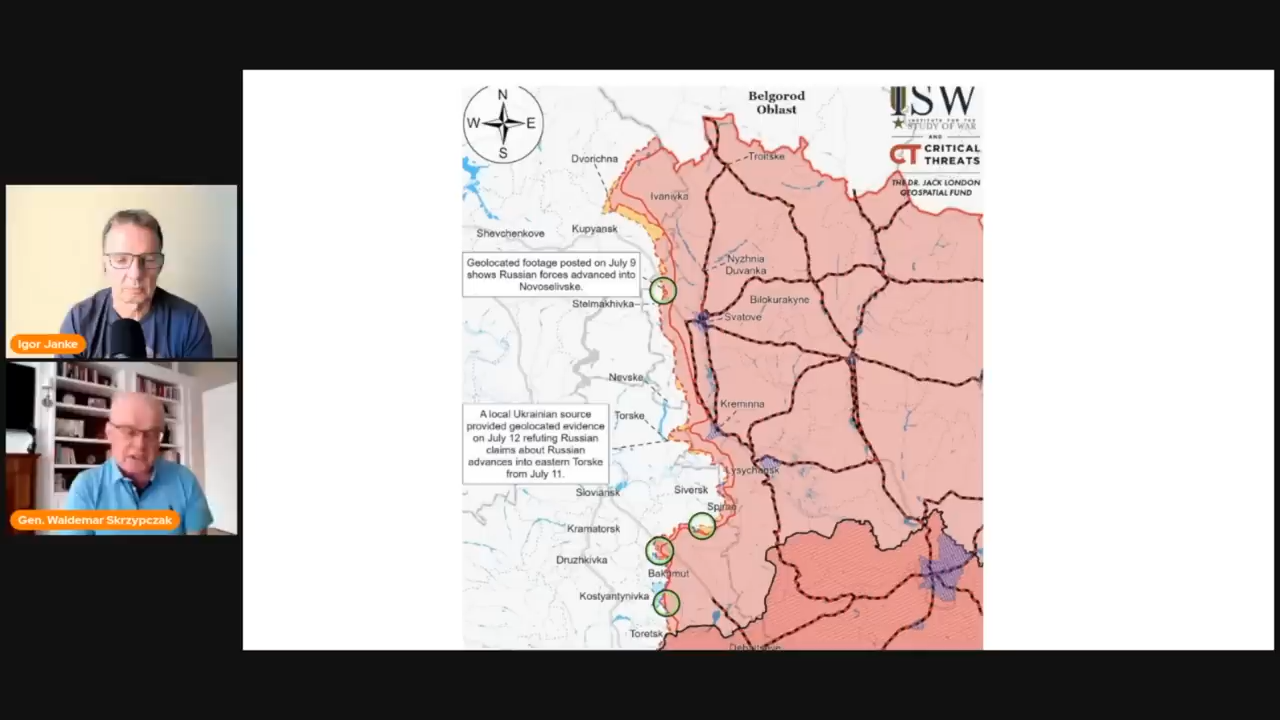 N
W E
S
Belgorod
Oblast
ISW
INSTITUTE FOR THE
STUDY OF WAR
AND
CT CRITICAL
THREATS
THE DR. JACK LONDON
GEOSPATIAL FUND
Dvorichna
Troitske
Ivanivka
Shevchenkove
Kupyansk
Geolocated footage posted on July 9
shows Russian forces advanced into
Novoselivske.
Nyzhnia
Duvanka
Stelmakhivka
Bilokurakyne
Svatove
Igor Janke
Nevske
Kreminna
Torske
A local Ukrainian source
provided geolocated evidence
on July 12 refuting Russian
claims about Russian
advances into eastern Torske
from July 11.
Lysychansk
Sloviansk
Siversk
Spirne
Gen. Waldemar Skrzypczak
Kramatorsk
Druzhkivka
Bakhmut
Kostyantynivka
Toretsk
Debaltseve